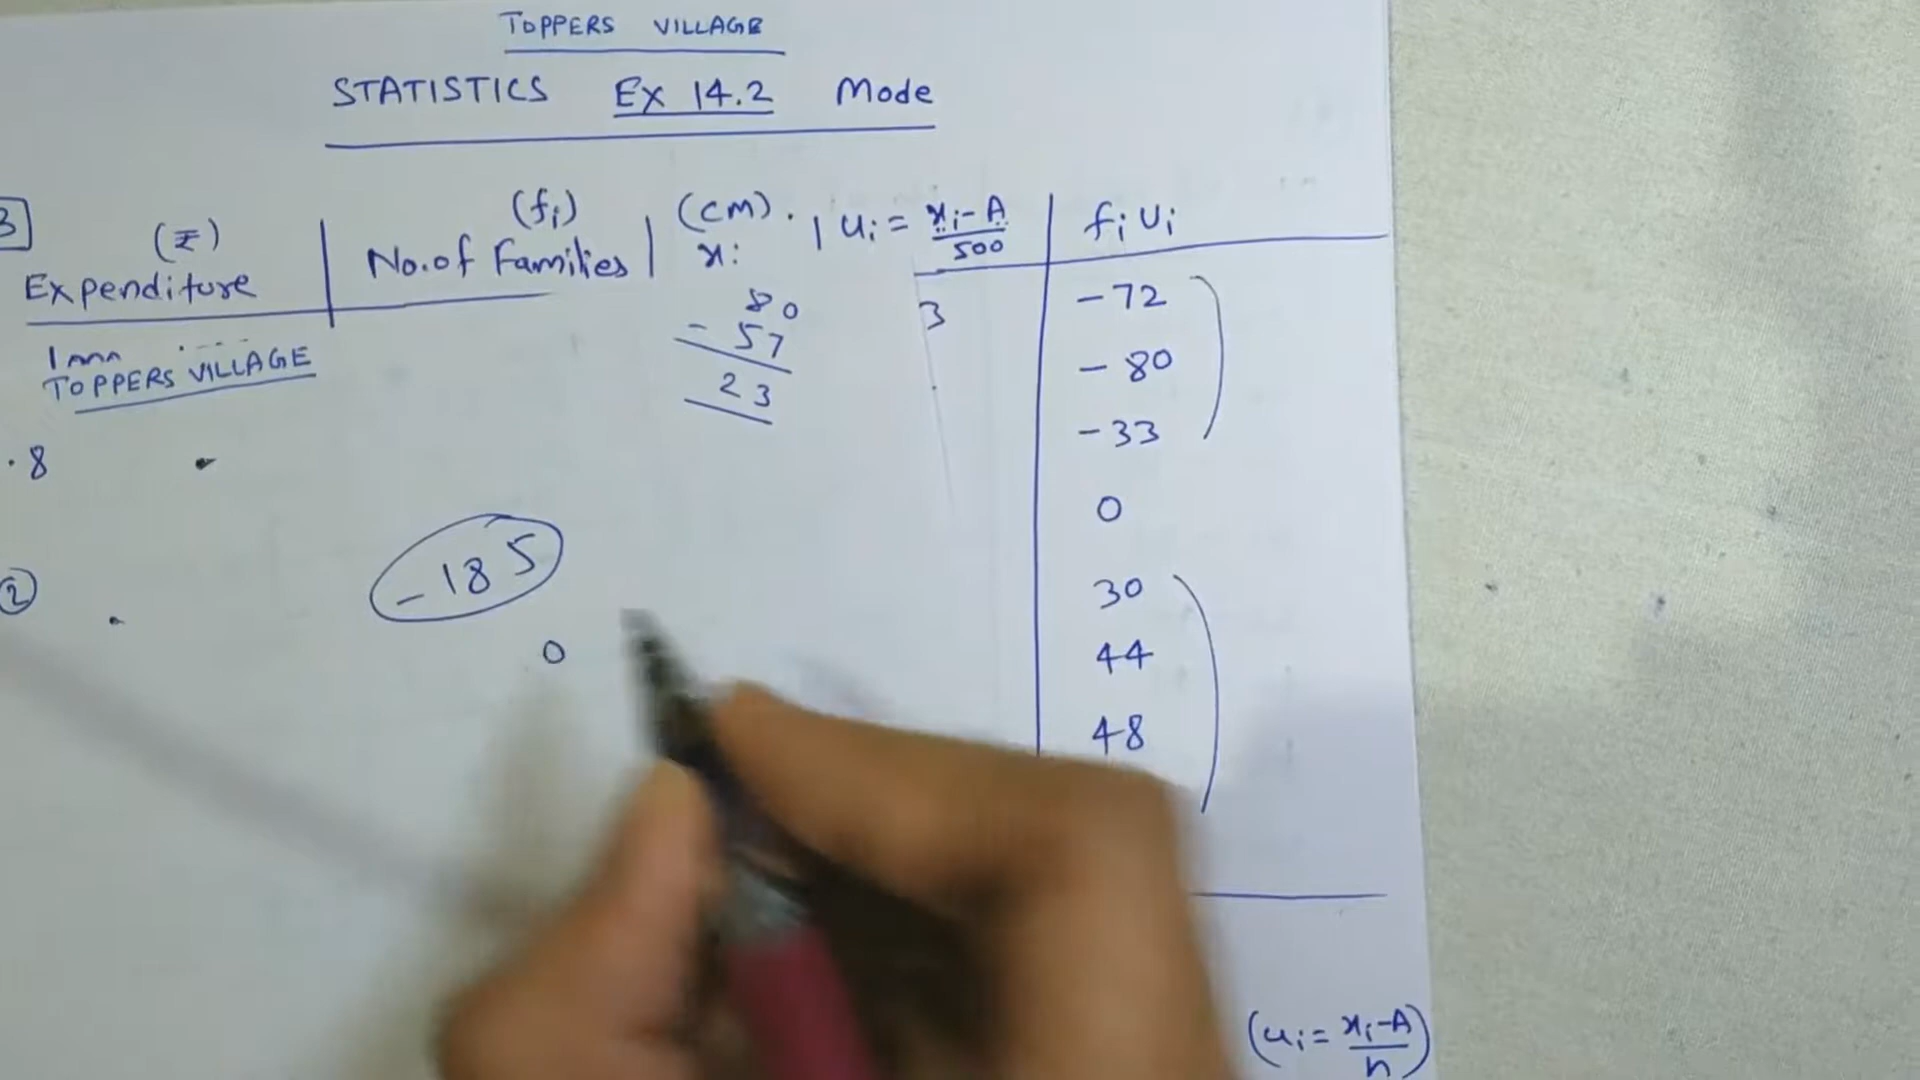 TOPPERS VILLAGE
STATISTICS Ex 14.2 Mode
3 (₹) (fi) (cm). ui = xi-A/500 fiui
Expenditure No.of Families xi
TOPPERS VILLAGE
80
- 57
23
3
-72
-80
-33
0
30
44
48
.8
-185
2
0
(ui = xi-A/h)